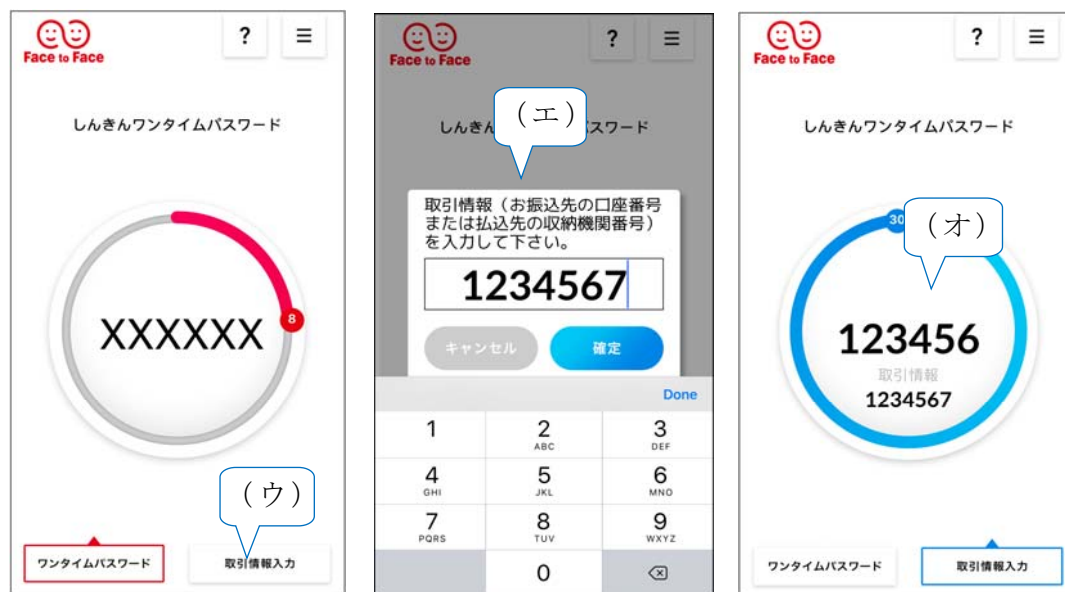 Face to Face
?
しんきんワンタイムパスワード
8
XXXXXX
(ウ)
ワンタイムパスワード
取引情報入力
Face to Face
?
(エ)
しんきん
スワード
取引情報（お振込先の口座番号
または払込先の収納機関番号）
を入力して下さい。
1234567
キャンセル
確定
Done
1
2
ABC
3
DEF
4
GHI
5
JKL
6
MNO
7
PQRS
8
TUV
9
WXYZ
0
Face to Face
?
しんきんワンタイムパスワード
30
(オ)
123456
取引情報
1234567
ワンタイムパスワード
取引情報入力